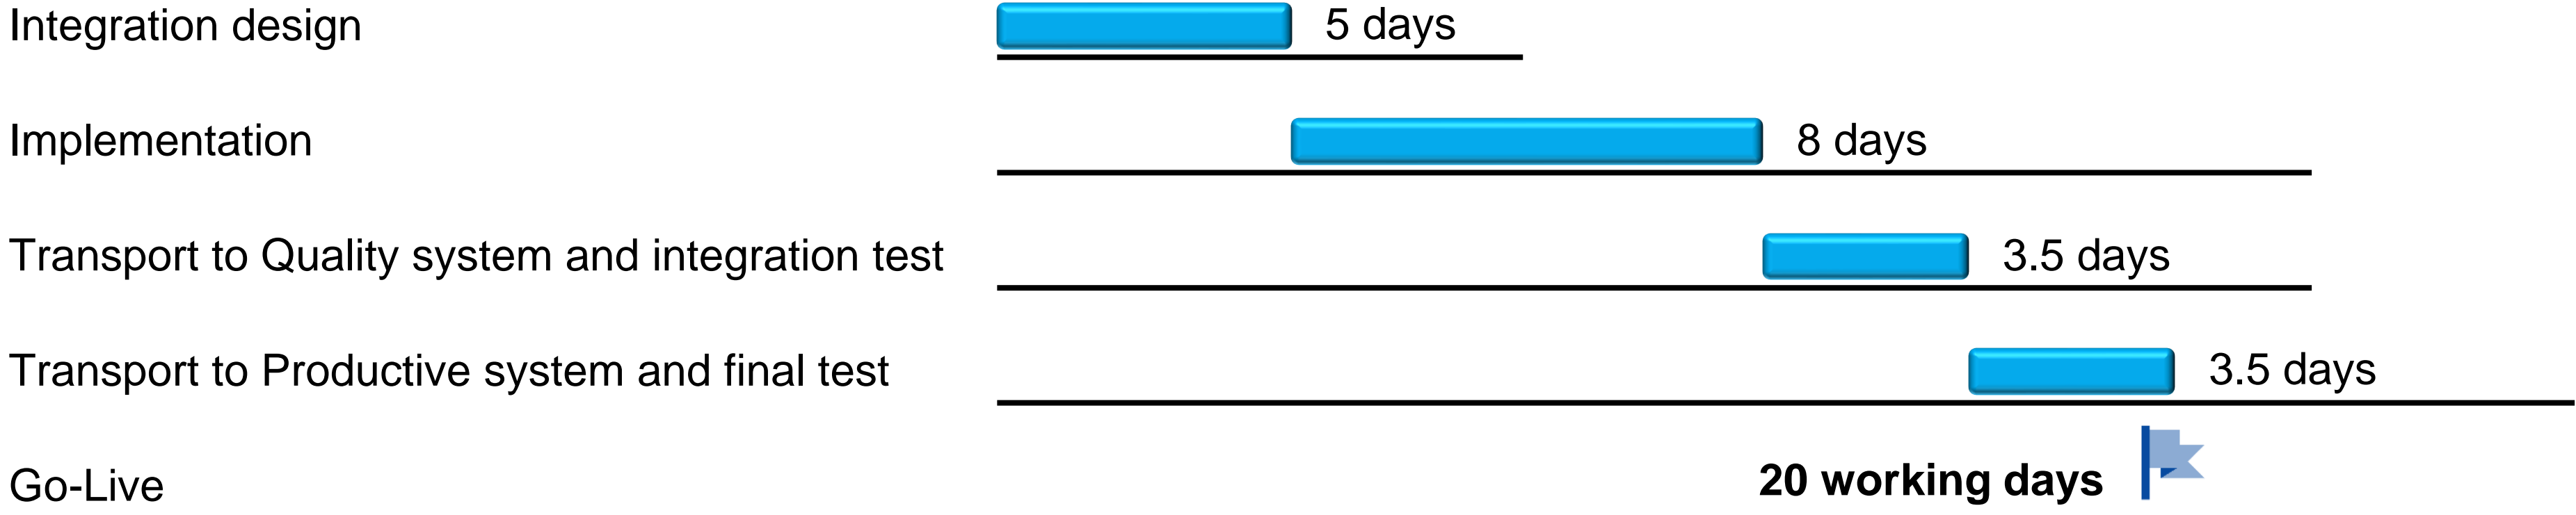 Integration design 5 days
Implementation 8 days
Transport to Quality system and integration test 3.5 days
Transport to Productive system and final test 3.5 days
Go-Live 20 working days